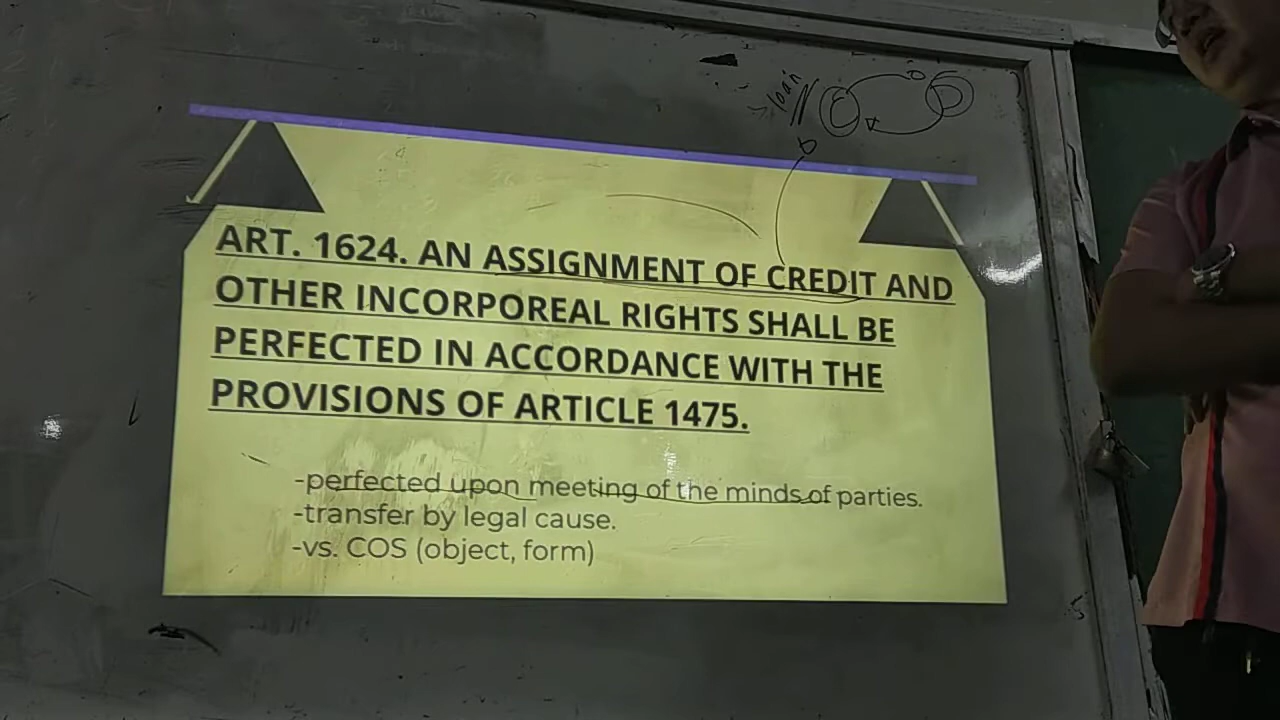 loan
C D
ART. 1624. AN ASSIGNMENT OF CREDIT AND
OTHER INCORPOREAL RIGHTS SHALL BE
PERFECTED IN ACCORDANCE WITH THE
PROVISIONS OF ARTICLE 1475.
-perfected upon meeting of the minds of parties.
-transfer by legal cause.
-vs. COS (object, form)